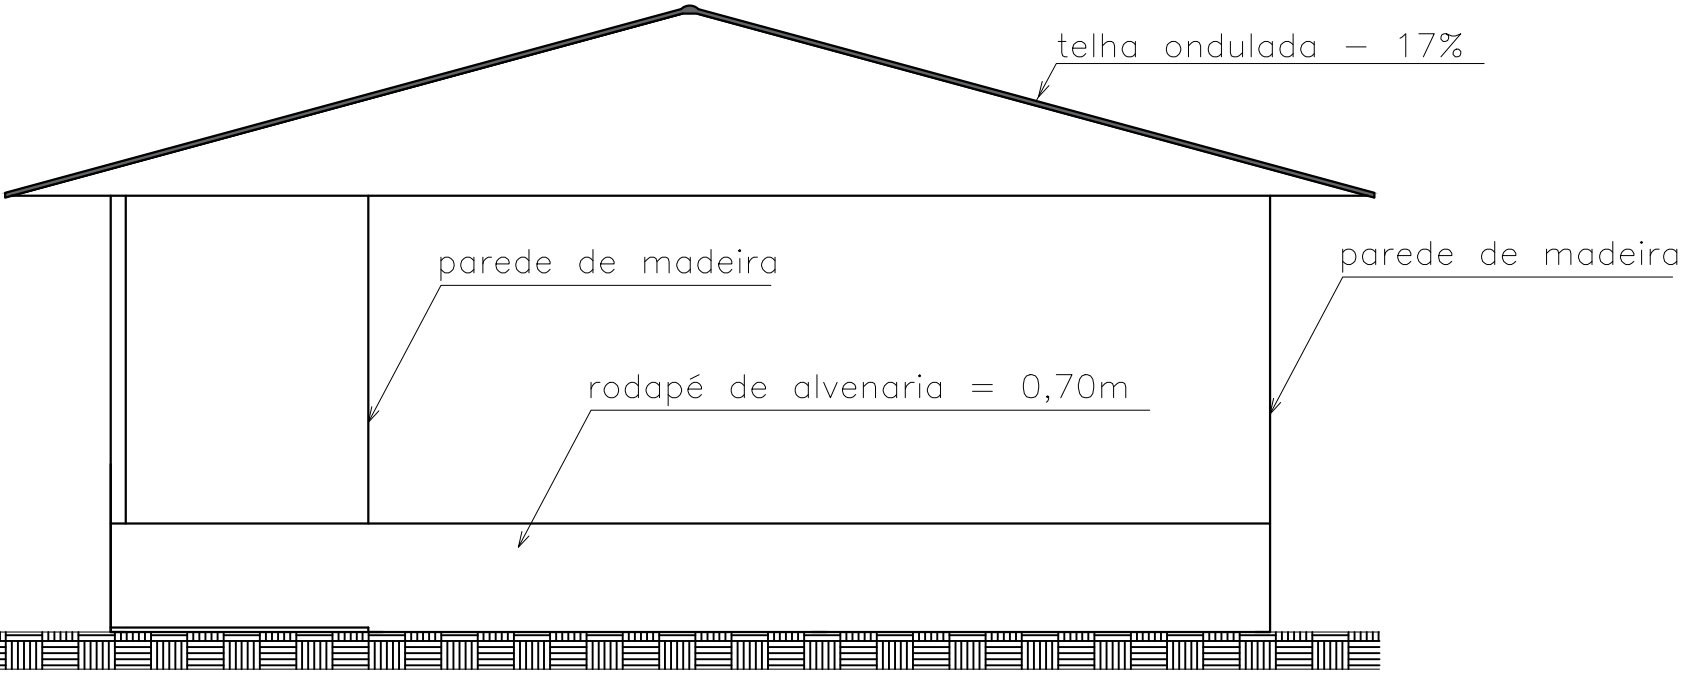 telha ondulada - 17%
parede de madeira
parede de madeira
rodapé de alvenaria = 0,70m